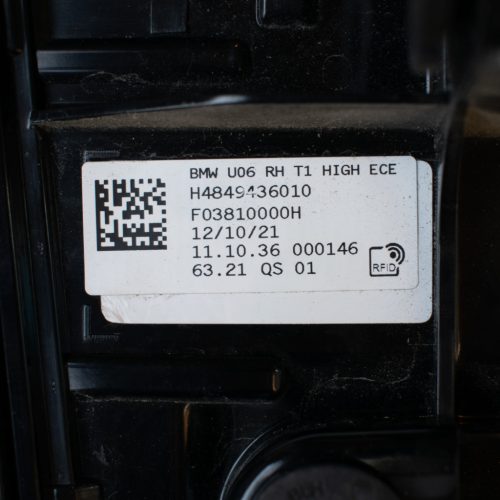 BMW U06 RH T1 HIGH ECE
H4849436010
F03810000H
12/10/21
11.10.36 000146
63.21 QS 01
RFID